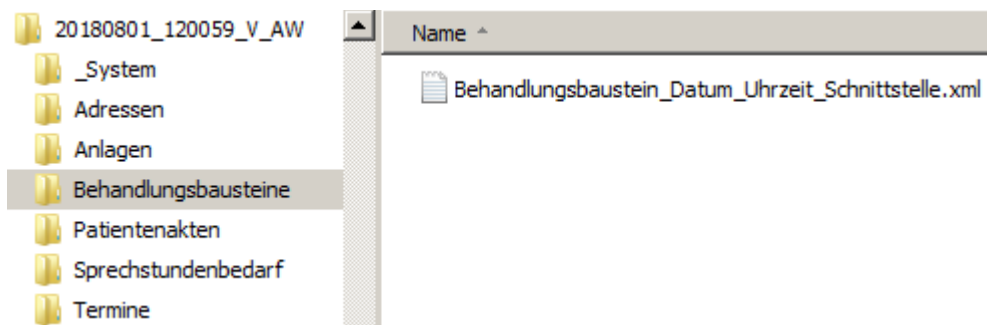 20180801_120059_V_AW
_System
Adressen
Anlagen
Behandlungsbausteine
Patientenakten
Sprechstundenbedarf
Termine
Name
Behandlungsbaustein_Datum_Uhrzeit_Schnittstelle.xml